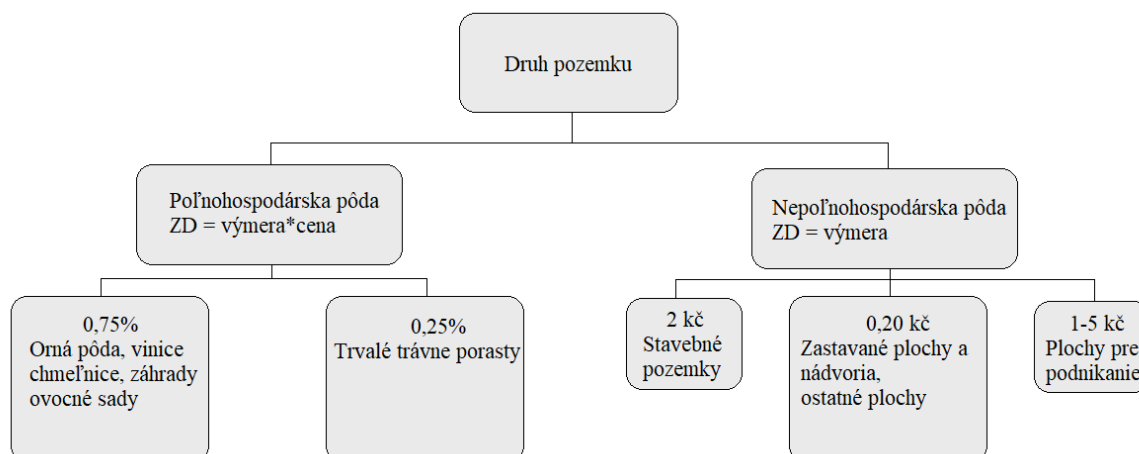 Druh pozemku
Poľnohospodárska pôda
ZD = výmera*cena
Nepoľnohospodárska pôda
ZD = výmera
0,75%
Orná pôda, vinice
chmeľnice, záhrady
ovocné sady
0,25%
Trvalé trávne porasty
2 kč
Stavebné
pozemky
0,20 kč
Zastavané plochy a
nádvoria,
ostatné plochy
1-5 kč
Plochy pre
podnikanie